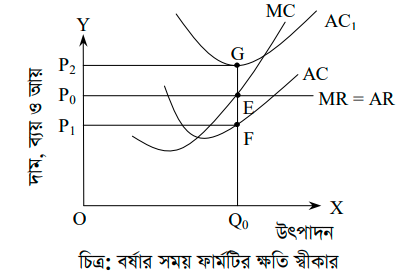 Y
MC
AC₁
G
P₂
AC
P₀
E
MR = AR
P₁
F
দাম, ব্যয় ও আয়
O
Q₀
X
উৎপাদন
চিত্র: বর্ষার সময় ফার্মটির ক্ষতি স্বীকার